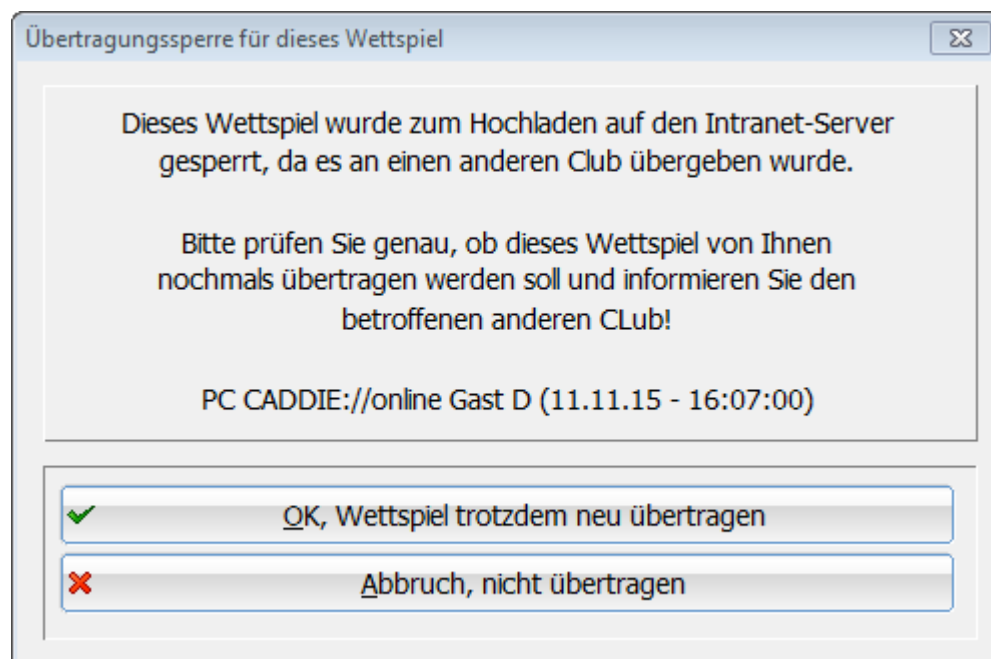 Übertragungssperre für dieses Wettspiel
Dieses Wettspiel wurde zum Hochladen auf den Intranet-Server
gesperrt, da es an einen anderen Club übergeben wurde.
Bitte prüfen Sie genau, ob dieses Wettspiel von Ihnen
nochmals übertragen werden soll und informieren Sie den
betroffenen anderen CLub!
PC CADDIE://online Gast D (11.11.15 - 16:07:00)
OK, Wettspiel trotzdem neu übertragen
Abbruch, nicht übertragen